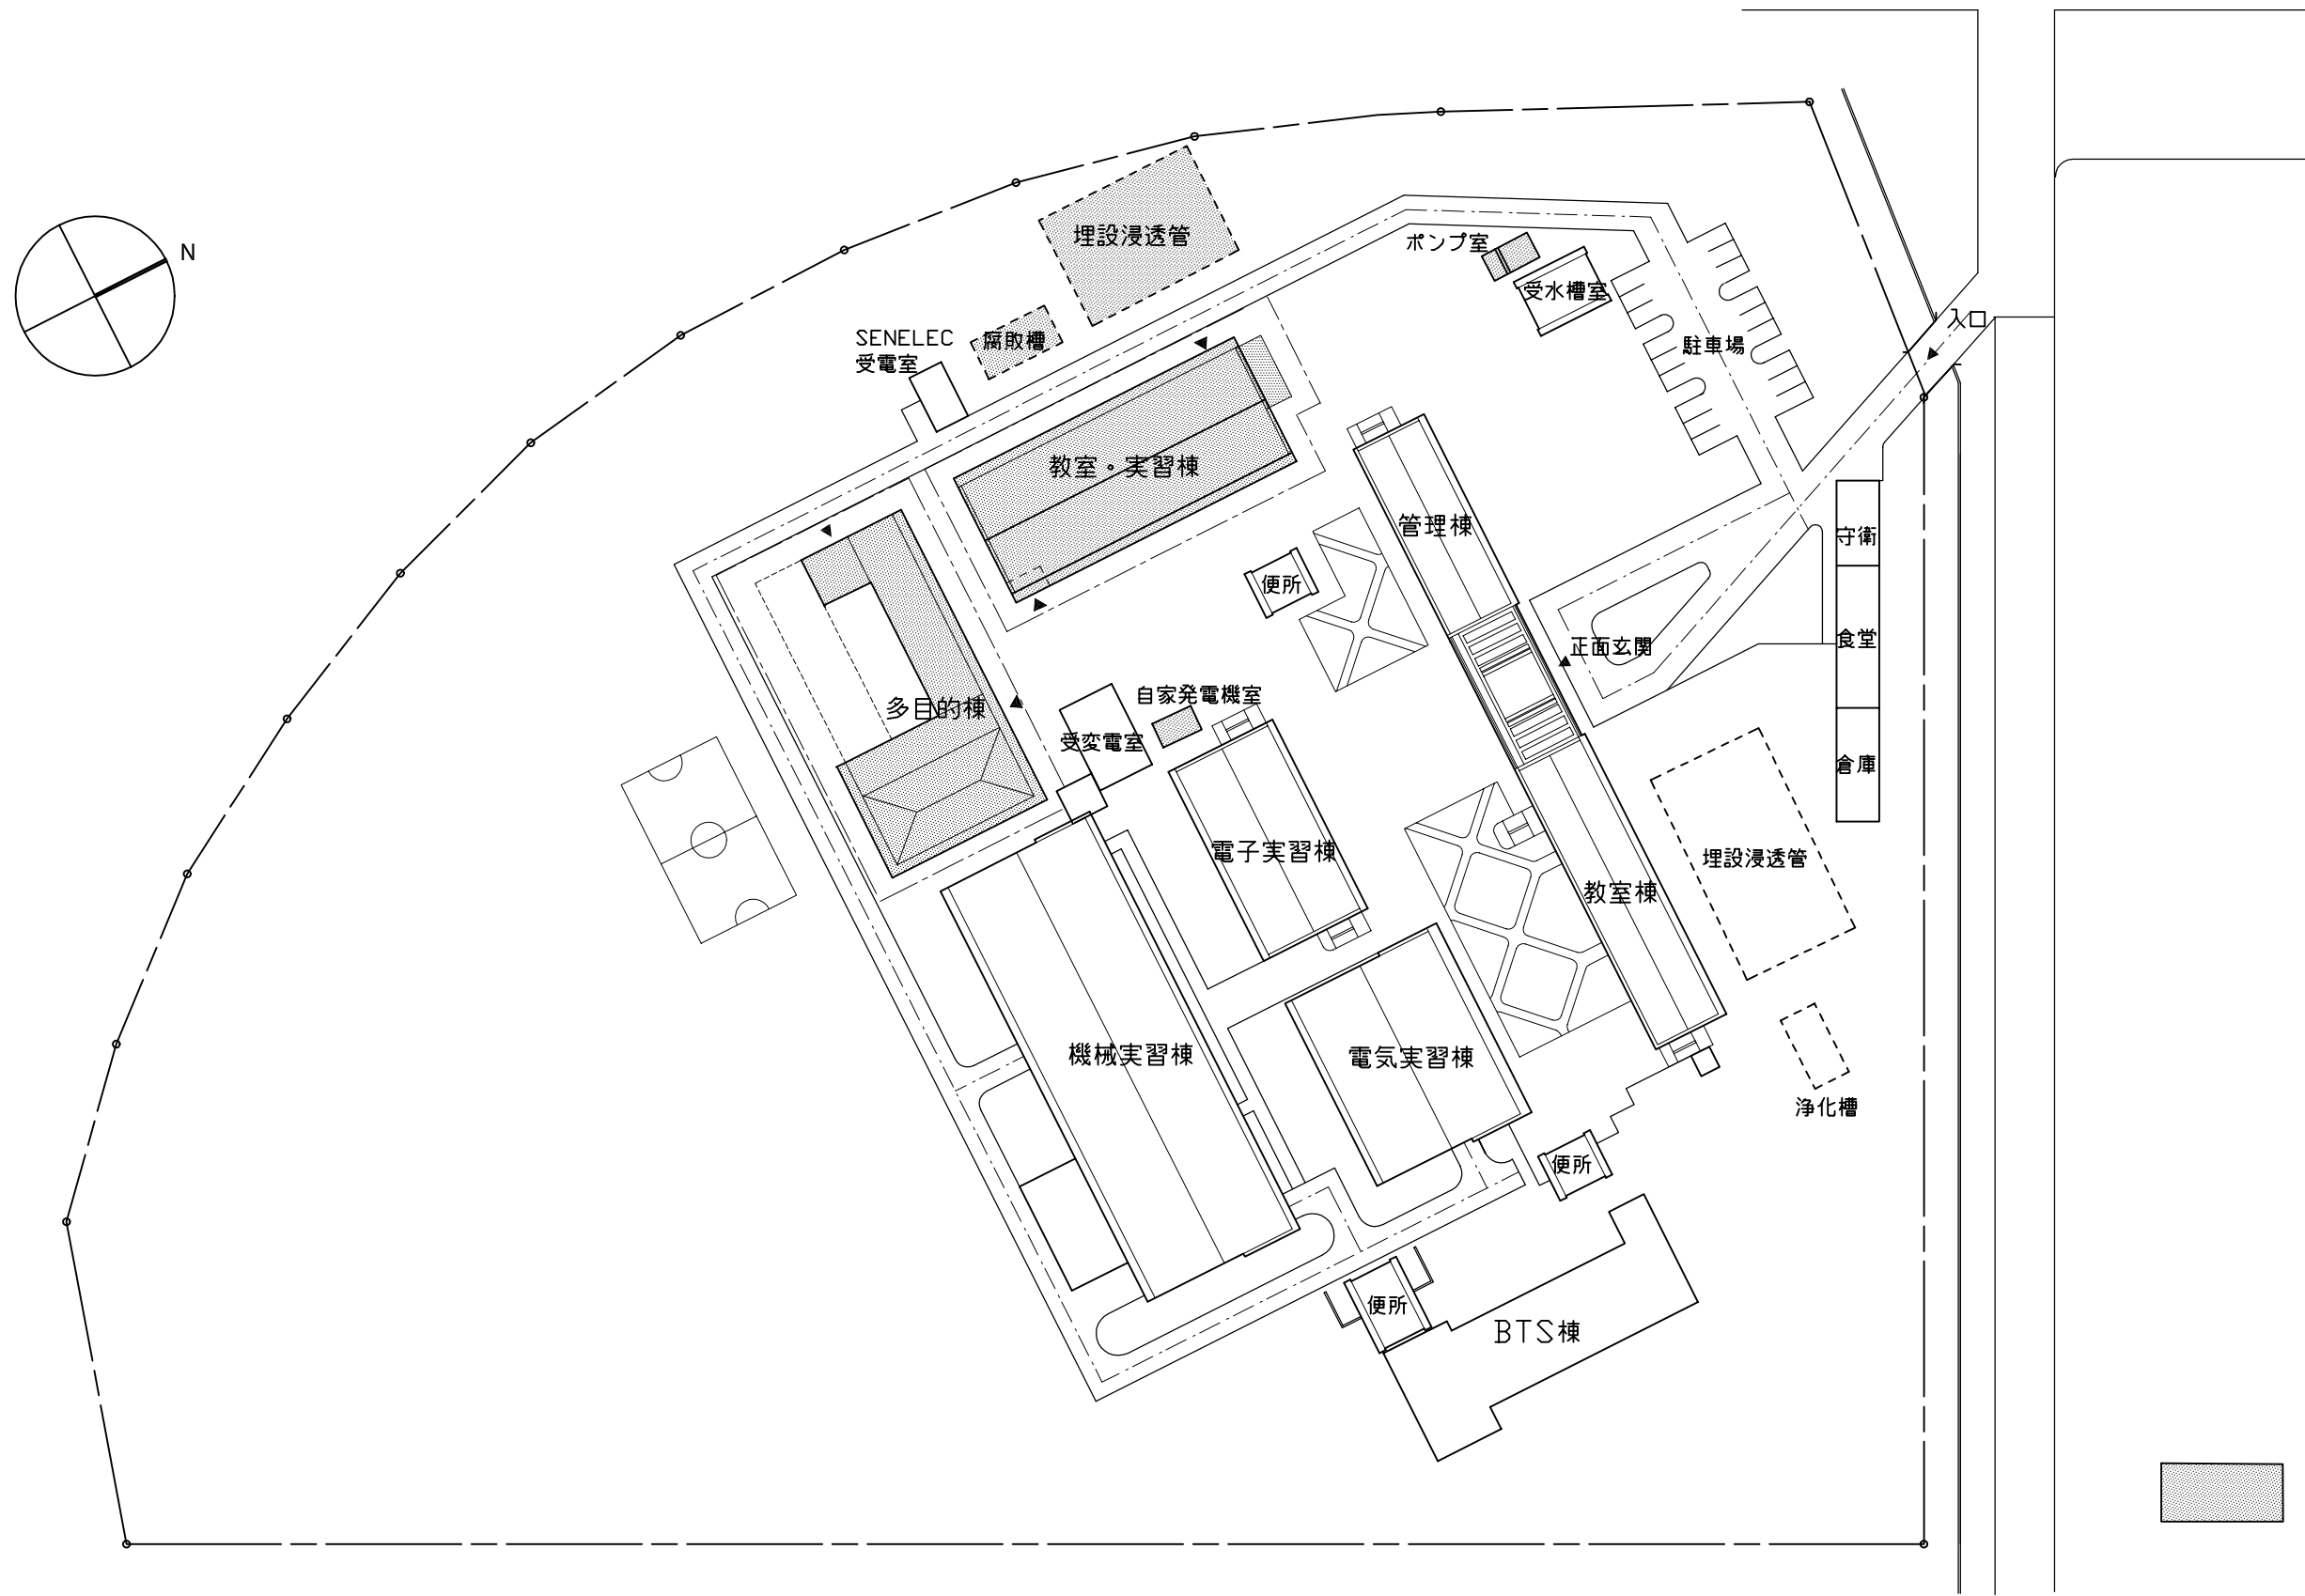 N
埋設浸透管
ポンプ室
受水槽室
SENELEC
受電室
腐敗槽
入口
駐車場
教室・実習棟
管理棟
守衛
便所
食堂
正面玄関
自家発電機室
多目的棟
受変電室
倉庫
電子実習棟
埋設浸透管
教室棟
機械実習棟
電気実習棟
浄化槽
便所
便所
BTS棟